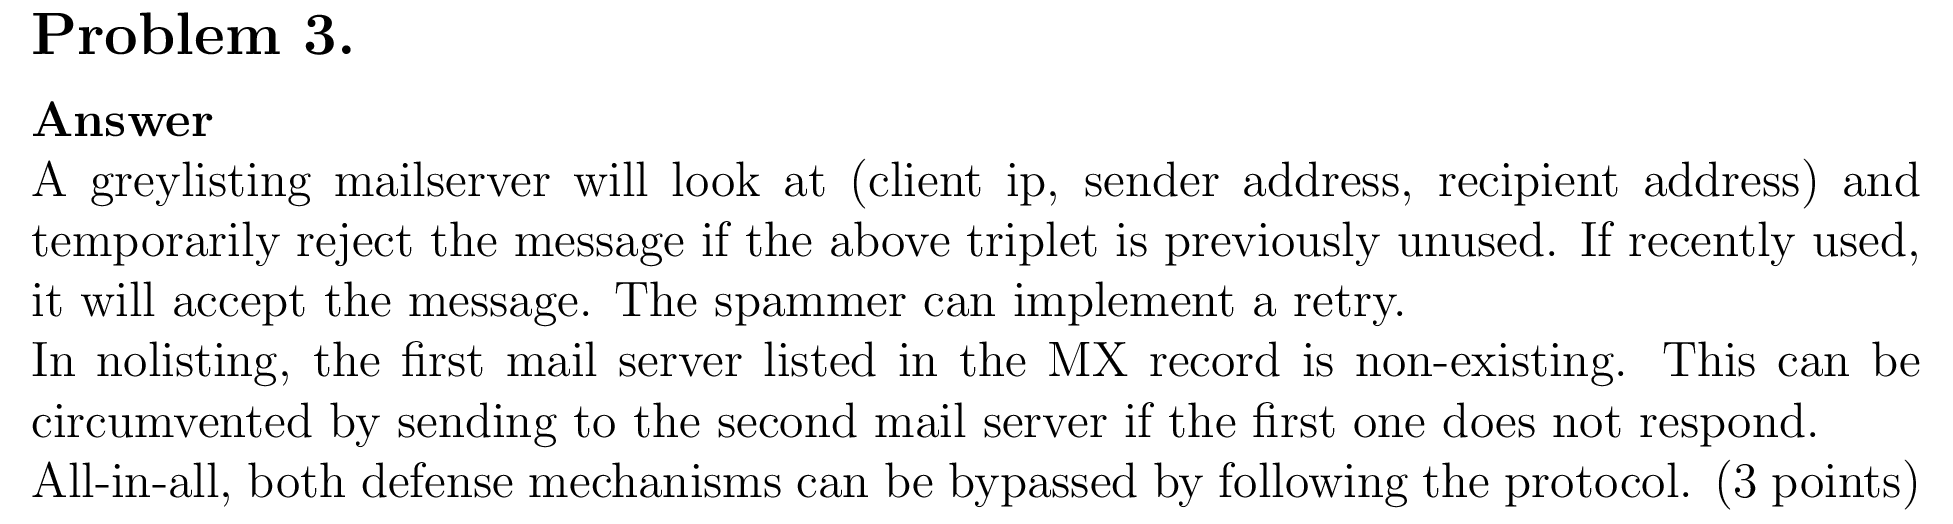 Problem 3.
Answer
A greylisting mailserver will look at (client ip, sender address, recipient address) and
temporarily reject the message if the above triplet is previously unused. If recently used,
it will accept the message. The spammer can implement a retry.
In nolisting, the first mail server listed in the MX record is non-existing. This can be
circumvented by sending to the second mail server if the first one does not respond.
All-in-all, both defense mechanisms can be bypassed by following the protocol. (3 points)